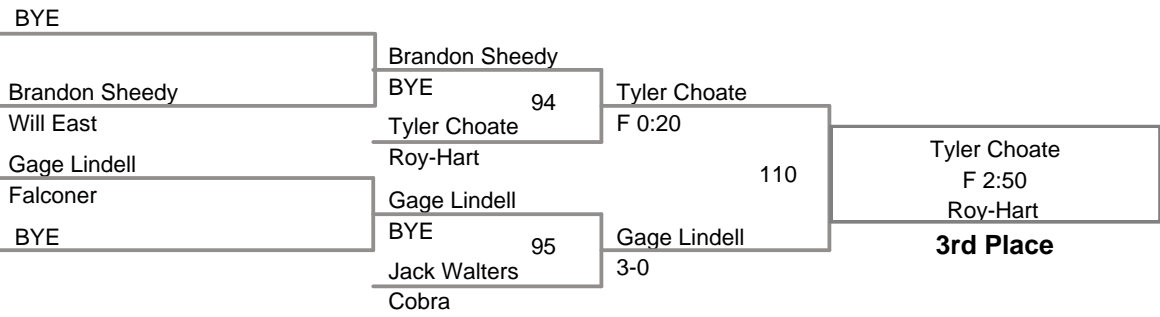 BYE
Brandon Sheedy
Will East
Gage Lindell
Falconer
BYE
Brandon Sheedy
BYE
94
Tyler Choate
Roy-Hart
Gage Lindell
BYE
95
Jack Walters
Cobra
Tyler Choate
F 0:20
110
Gage Lindell
3-0
Tyler Choate
F 2:50
Roy-Hart
3rd Place